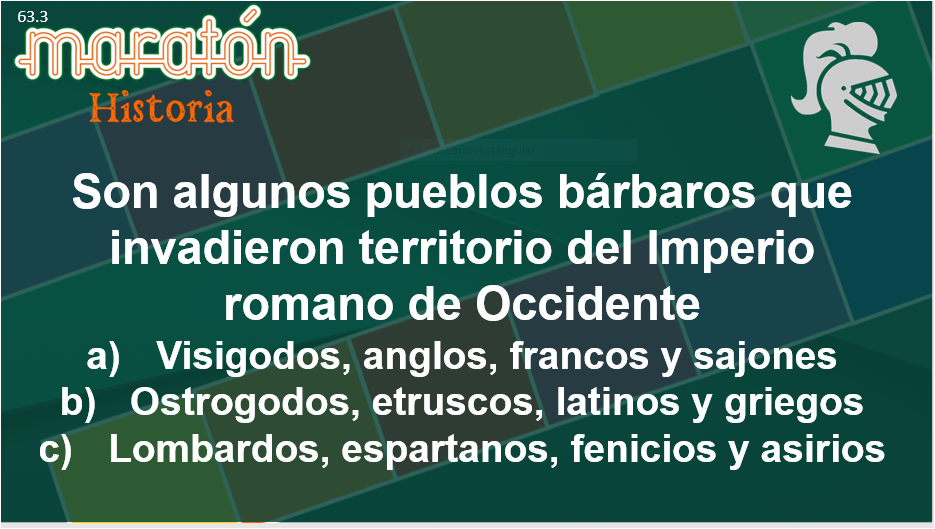 63.3
maratón
Historia
Son algunos pueblos bárbaros que
invadieron territorio del Imperio
romano de Occidente
a) Visigodos, anglos, francos y sajones
b) Ostrogodos, etruscos, latinos y griegos
c) Lombardos, espartanos, fenicios y asirios